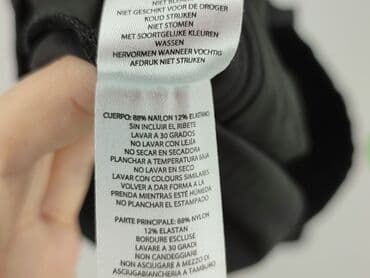 NIET GESCHIKT VOOR DE DROGER
KOUD STRIJKEN
NIET STOMEN
MET SOORTGELIJKE KLEUREN
WASSEN
HERVORMEN WANNEER VOCHTIG
AFDRUK NIET STRIJKEN
CUERPO: 88% NAILON 12% ELASTANO
SIN INCLUIR EL RIBETE
LAVAR A 30 GRADOS
NO LAVAR CON LEJÍA
NO SECAR EN SECADORA
PLANCHAR A TEMPERATURA BAJA
NO LAVAR EN SECO
LAVAR CON COLOURS SIMILARES
VOLVER A DAR FORMA A LA
PRENDA MIENTRAS ESTÉ HÚMEDA
NO PLANCHAR EL ESTAMPADO
PARTE PRINCIPALE: 88% NYLON
12% ELASTAN
BORDURE ESCLUSE
LAVARE A 30 GRADI
NON CANDEGGIARE
NON ASCIUGARE A MEZZO DI
ASCIUGABIANCHERIA A TAMBURO